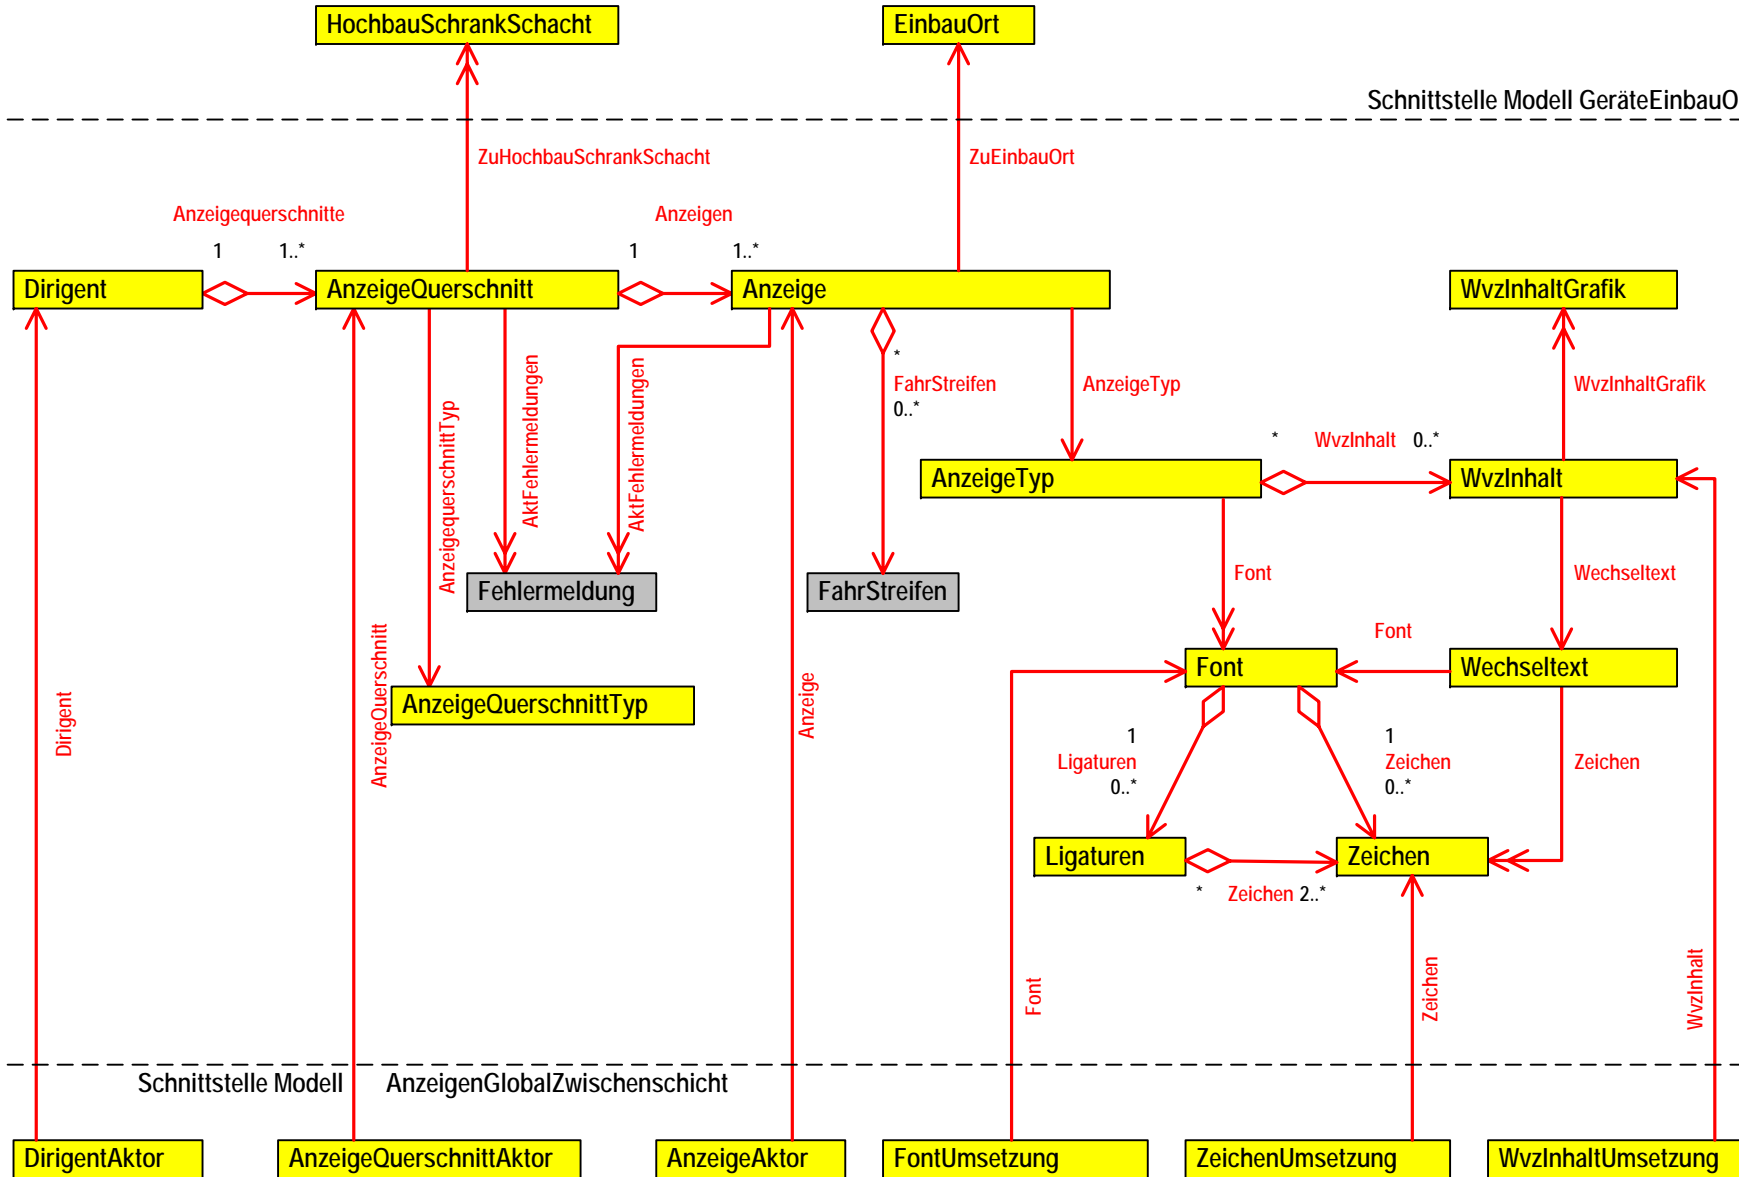 HochbauSchrankSchacht
EinbauOrt
Schnittstelle Modell GeräteEinbauO
ZuHochbauSchrankSchacht
ZuEinbauOrt
Anzeigequerschnitte
Anzeigen
1
1..*
1
1..*
Dirigent
AnzeigeQuerschnitt
Anzeige
WvzInhaltGrafik
*
FahrStreifen
0..*
AnzeigeTyp
WvzInhaltGrafik
AnzeigequerschnittTyp
AktFehlermeldungen
AktFehlermeldungen
*
WvzInhalt
0..*
AnzeigeTyp
WvzInhalt
Fehlermeldung
FahrStreifen
Font
Wechseltext
Font
Font
Wechseltext
AnzeigeQuerschnittTyp
Dirigent
AnzeigeQuerschnitt
Anzeige
1
Ligaturen
0..*
1
Zeichen
0..*
Zeichen
Ligaturen
Zeichen
*
Zeichen
2..*
Font
Zeichen
WvzInhalt
Schnittstelle Modell
AnzeigenGlobalZwischenschicht
DirigentAktor
AnzeigeQuerschnittAktor
AnzeigeAktor
FontUmsetzung
ZeichenUmsetzung
WvzInhaltUmsetzung